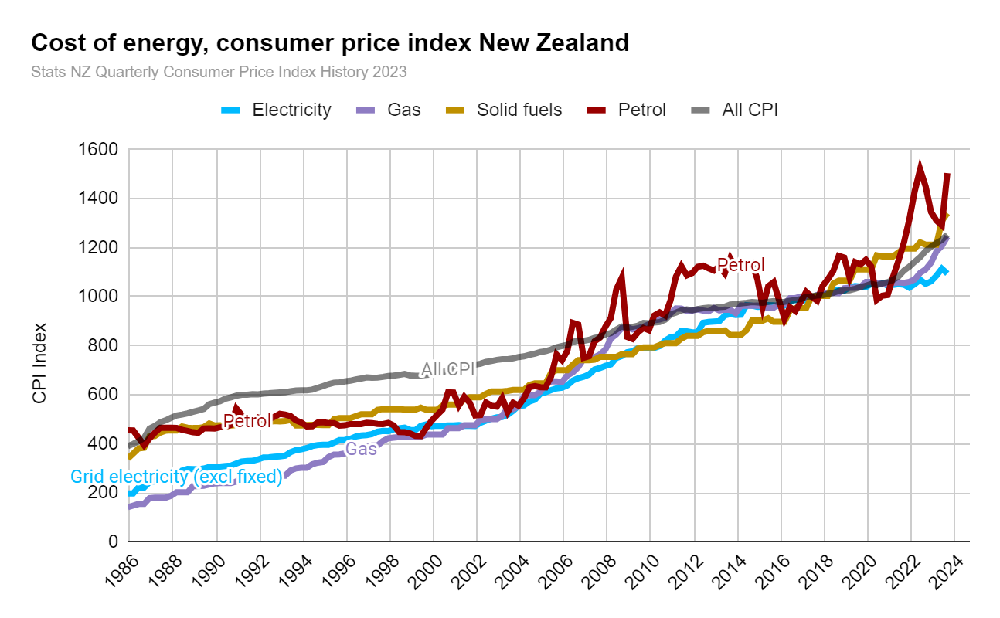 Cost of energy, consumer price index New Zealand
Stats NZ Quarterly Consumer Price Index History 2023
Electricity Gas Solid fuels Petrol All CPI
1600
1400
1200
1000
800
600
400
200
0
CPI Index
Petrol
All CPI
Petrol
Gas
Grid electricity (excl fixed)
1986 1988 1990 1992 1994 1996 1998 2000 2002 2004 2006 2008 2010 2012 2014 2016 2018 2020 2022 2024